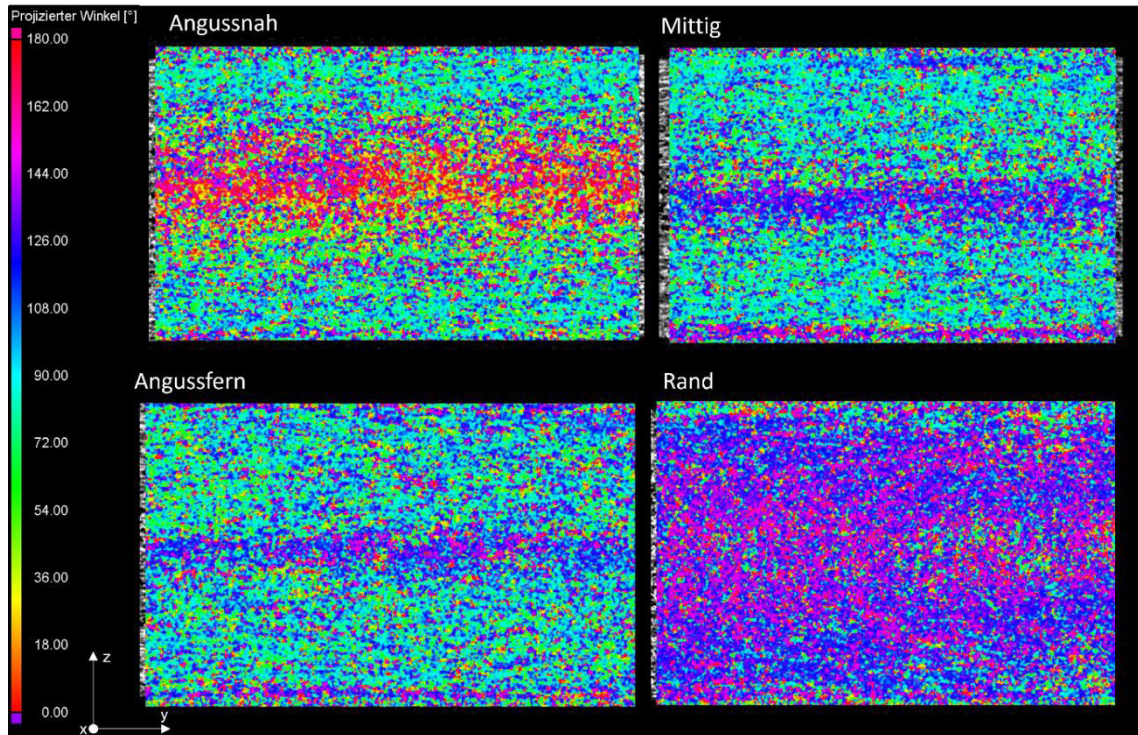 Projizierter Winkel [°]
180.00
162.00
144.00
126.00
108.00
90.00
72.00
54.00
36.00
18.00
0.00
Angussnah
Mittig
Angussfern
Rand
z
x
y